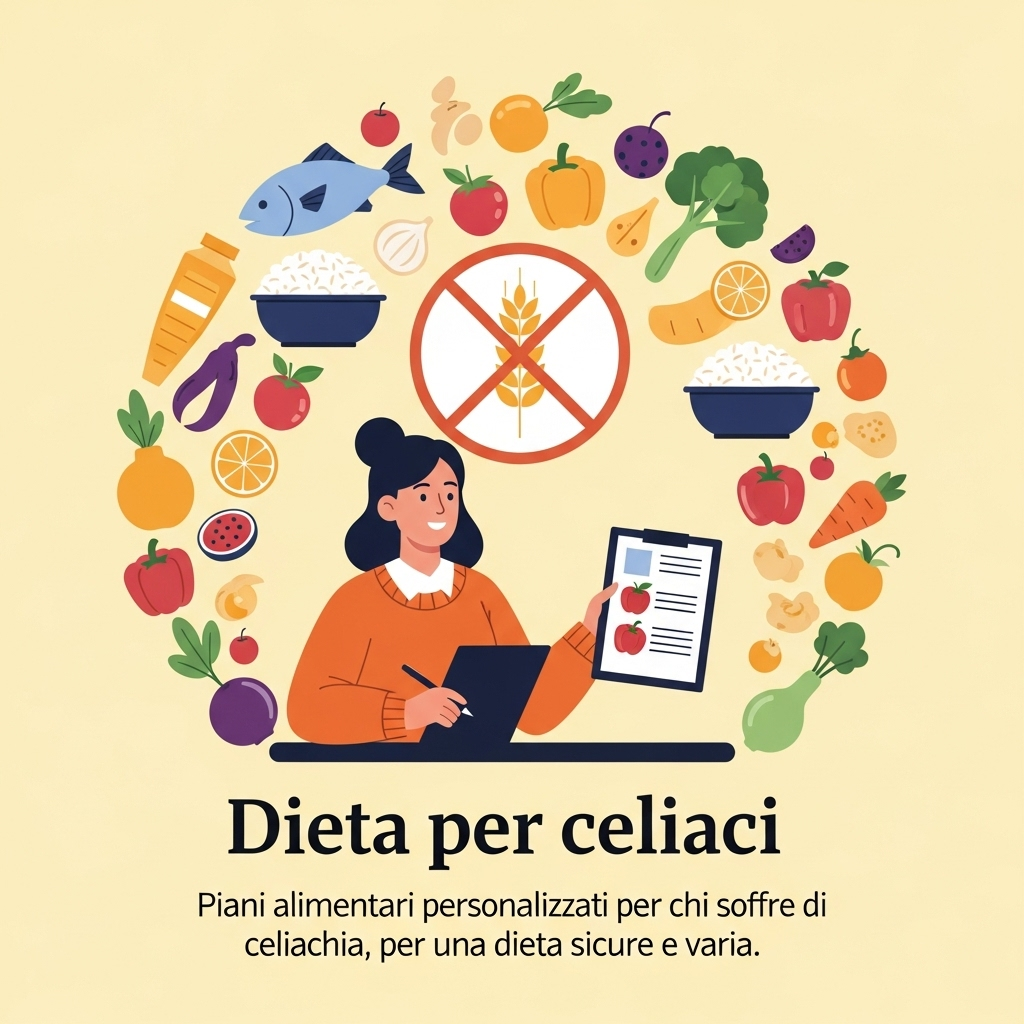 Dieta per celiaci
Piani alimentari personalizzati per chi soffre di
celiachia, per una dieta sicure e varia.